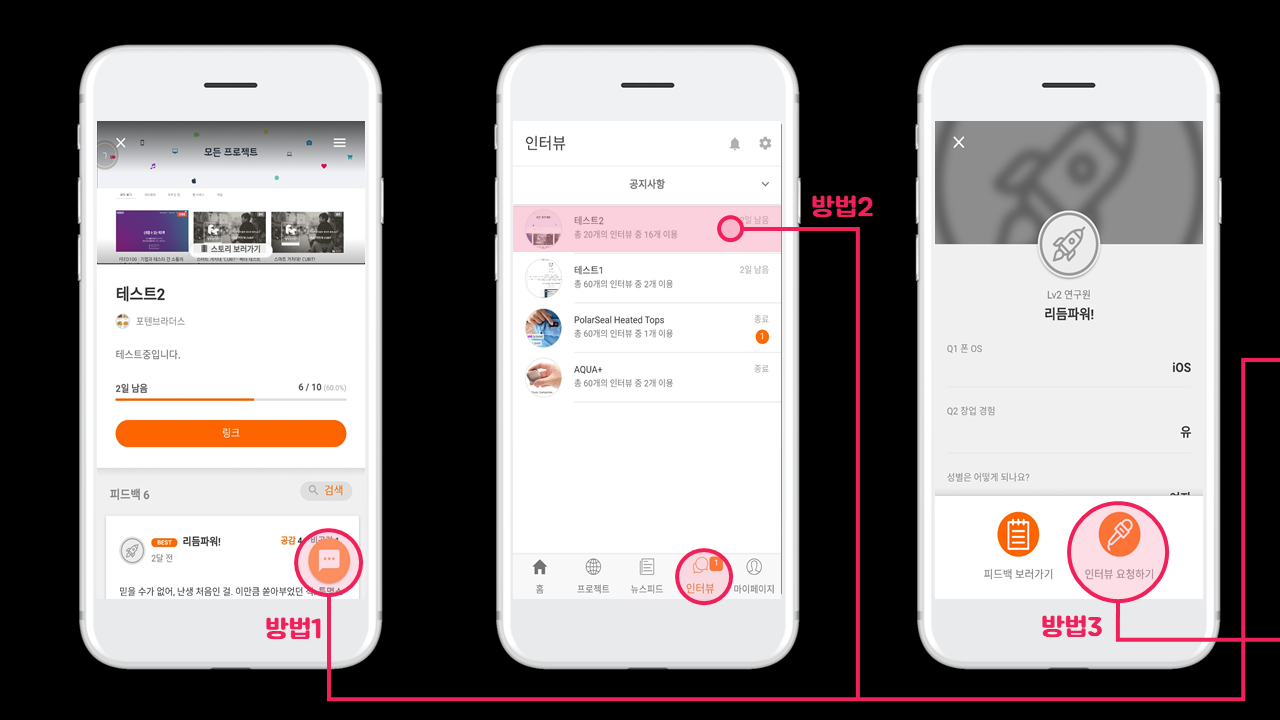 모든 프로젝트
스토리 보러가기
테스트2
포텐브라더스
테스트중입니다.
2일 남음
6 / 10 (60.0%)
링크
피드백 6
검색
BEST
리듬파워!
공감 4
2달 전
믿을 수가 없어, 난생 처음인 걸. 이만큼 쏟아부었던 적.
방법1
인터뷰
공지사항
테스트2
2일 남음
총 20개의 인터뷰 중 16개 이용
테스트1
2일 남음
총 60개의 인터뷰 중 2개 이용
PolarSeal Heated Tops
종료
총 60개의 인터뷰 중 1개 이용
1
AQUA+
종료
총 60개의 인터뷰 중 2개 이용
1
홈
프로젝트
뉴스피드
인터뷰
마이페이지
방법2
Lv2 연구원
리듬파워!
Q1 폰 OS
iOS
Q2 창업 경험
유
성별은 어떻게 되나요?
피드백 보러가기
인터뷰 요청하기
방법3